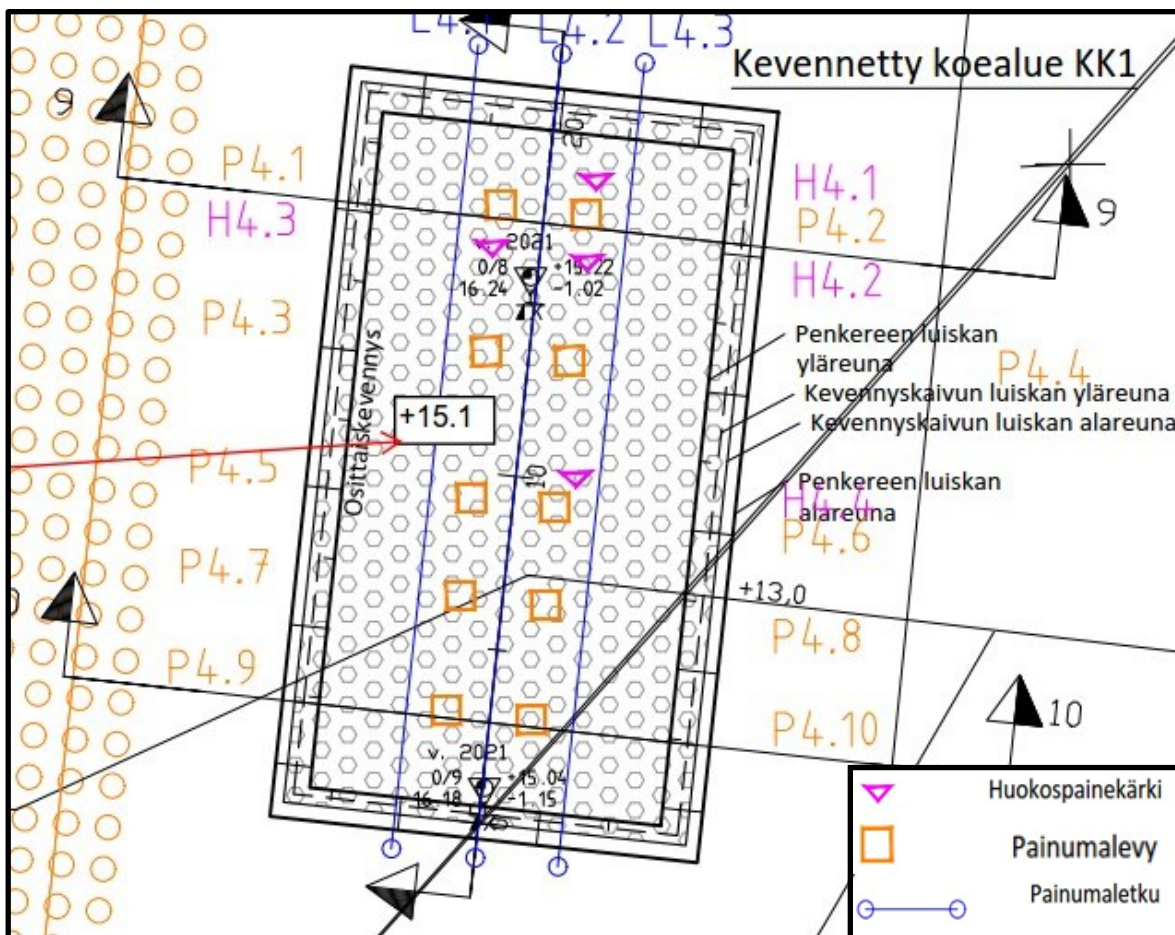 L4.2 L4.3
Kevennetty koealue KK1
9
20
P4.1
H4.1
H4.3
P4.2
9
v. 2021
0/8 +15.22
16.24 -1.02
H4.2
P4.3
Penkereen luiskan
yläreuna
P4.4
Kevennyskaivun luiskan yläreuna
Kevennyskaivun luiskan alareuna
+15.1
Osittaiskevennys
P4.5
10
Penkereen luiskan
alareuna
H4.4
P4.6
P4.7
+13,0
P4.8
P4.9
10
P4.10
v. 2021
0/9 +15.04
16.18 -1.15
Huokospainekärki
Painumalevy
Painumaletku